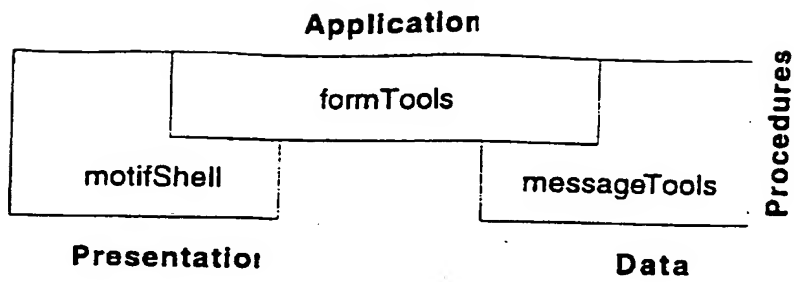 Application
formTools
Procedures
motifShell
messageTools
Presentation
Data